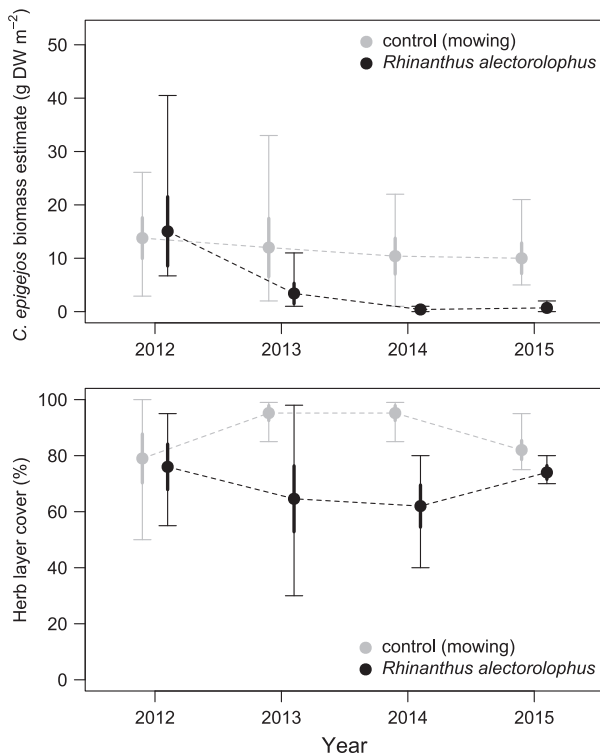 C. epigejos biomass estimate (g DW m⁻²)
50
40
30
20
10
0
control (mowing)
Rhinanthus alectorolophus
2012 2013 2014 2015
Herb layer cover (%)
100
80
60
40
20
0
control (mowing)
Rhinanthus alectorolophus
2012 2013 2014 2015
Year